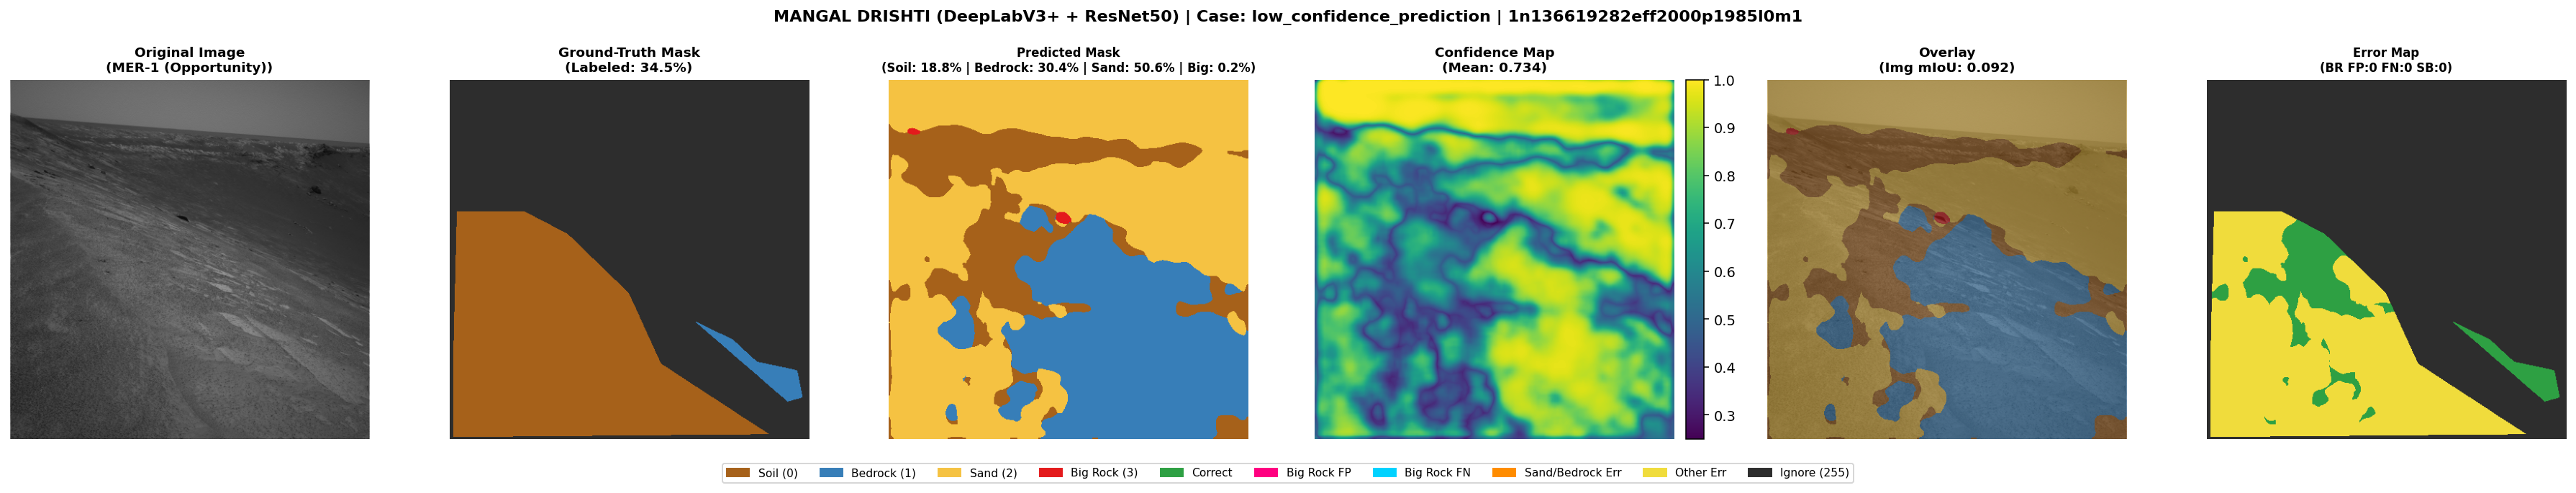 MANGAL DRISHTI (DeepLabV3+ + ResNet50) | Case: low_confidence_prediction | 1n136619282eff2000p1985l0m1
Original Image
(MER-1 (Opportunity))
Ground-Truth Mask
(Labeled: 34.5%)
Predicted Mask
(Soil: 18.8% | Bedrock: 30.4% | Sand: 50.6% | Big: 0.2%)
Confidence Map
(Mean: 0.734)
Overlay
(Img mIoU: 0.092)
Error Map
(BR FP:0 FN:0 SB:0)
1.0
0.9
0.8
0.7
0.6
0.5
0.4
0.3
Soil (0) Bedrock (1) Sand (2) Big Rock (3) Correct Big Rock FP Big Rock FN Sand/Bedrock Err Other Err Ignore (255)